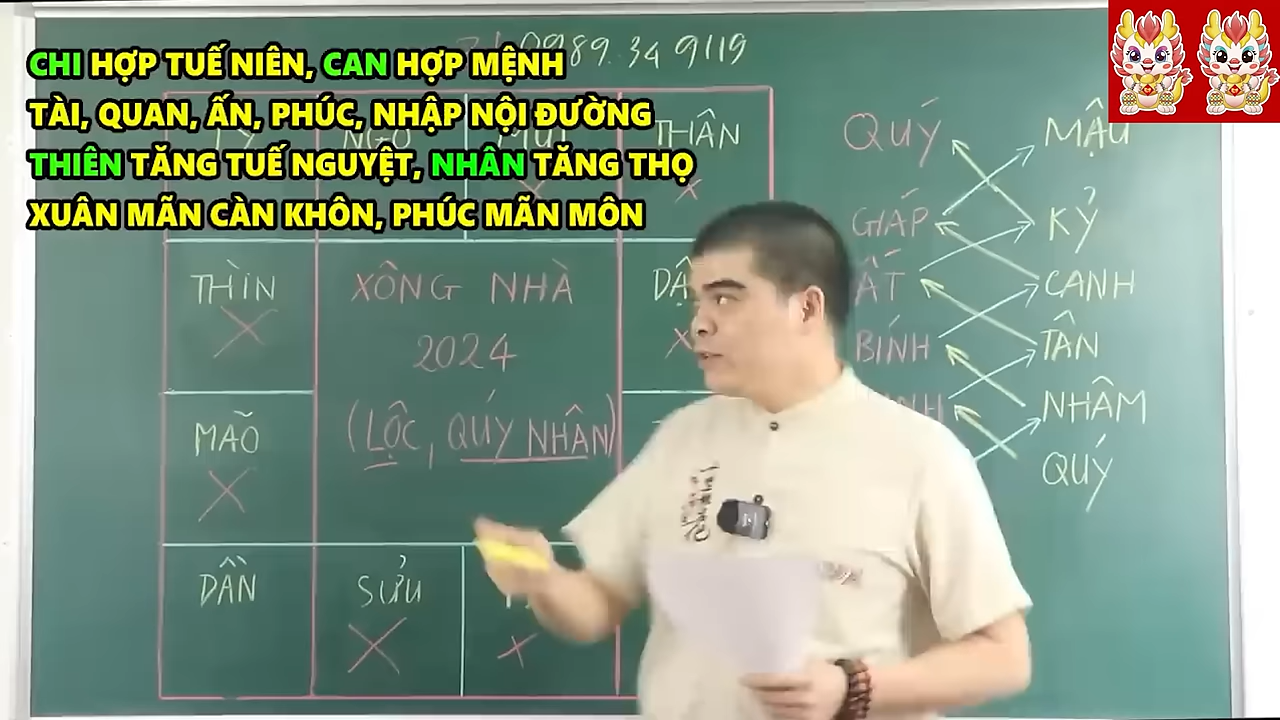 CHI HỢP TUẾ NIÊN, CAN HỢP MỆNH
TÀI, QUAN, ẤN, PHÚC, NHẬP NỘI ĐƯỜNG
THIÊN TĂNG TUẾ NGUYỆT, NHÂN TĂNG THỌ
XUÂN MÃN CÀN KHÔN, PHÚC MÃN MÔN
0989.34 9119
THÂN
THÌN
XÔNG NHÀ
2024
(LỘC, QUÝ NHÂN)
MÃO
DẦN
SỬU
QUÝ
MẬU
GIÁP
KỶ
ẤT
CANH
BÍNH
TÂN
NHÂM
QUÝ